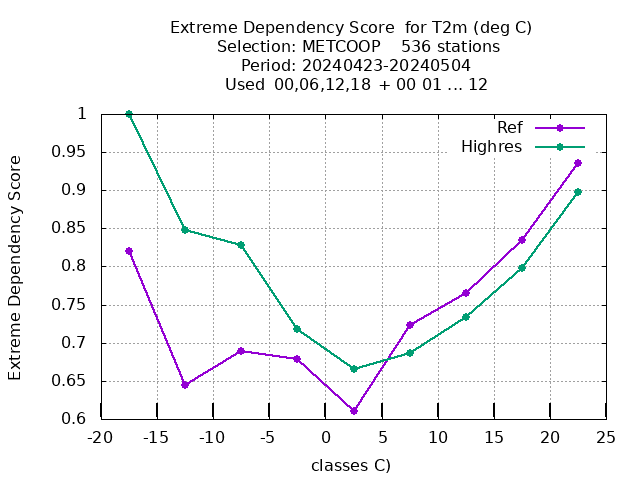 Extreme Dependency Score  for T2m (deg C)
Selection: METCOOP    536 stations
Period: 20240423-20240504
Used  00,06,12,18 + 00 01 ... 12
Ref
Highres
Extreme Dependency Score
1
0.95
0.9
0.85
0.8
0.75
0.7
0.65
0.6
-20 -15 -10 -5 0 5 10 15 20 25
classes C)